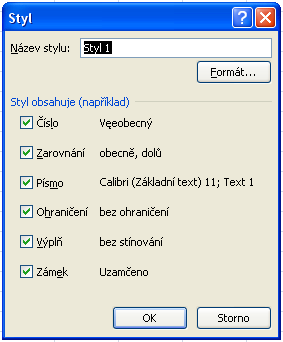 Styl
Název stylu: Styl 1
Formát...
Styl obsahuje (například)
Číslo Vęeobecný
Zarovnání obecně, dolů
Písmo Calibri (Základní text) 11; Text 1
Ohraničení bez ohraničení
Výplň bez stínování
Zámek Uzamčeno
OK Storno